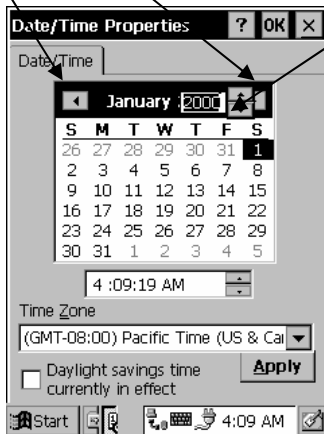 Date/Time Properties ? OK ×
Date/Time
January 2000
S M T W T F S
26 27 28 29 30 31 1
2 3 4 5 6 7 8
9 10 11 12 13 14 15
16 17 18 19 20 21 22
23 24 25 26 27 28 29
30 31 1 2 3 4 5
4 :09:19 AM
Time Zone
(GMT-08:00) Pacific Time (US & Ca
Daylight savings time
currently in effect
Apply
Start 4:09 AM